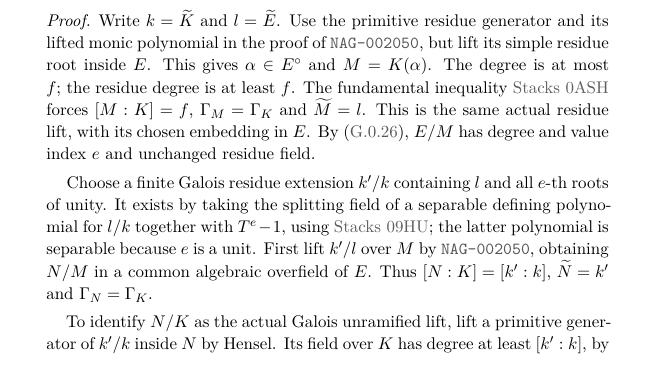 Proof. Write k = K̃ and l = Ẽ. Use the primitive residue generator and its
lifted monic polynomial in the proof of NAG-002050, but lift its simple residue
root inside E. This gives α ∈ E° and M = K(α). The degree is at most
f; the residue degree is at least f. The fundamental inequality Stacks 0ASH
forces [M : K] = f, Γ_M = Γ_K and M̃ = l. This is the same actual residue
lift, with its chosen embedding in E. By (G.0.26), E/M has degree and value
index e and unchanged residue field.
Choose a finite Galois residue extension k′/k containing l and all e-th roots
of unity. It exists by taking the splitting field of a separable defining polyno-
mial for l/k together with T^e − 1, using Stacks 09HU; the latter polynomial is
separable because e is a unit. First lift k′/l over M by NAG-002050, obtaining
N/M in a common algebraic overfield of E. Thus [N : K] = [k′ : k], Ñ = k′
and Γ_N = Γ_K.
To identify N/K as the actual Galois unramified lift, lift a primitive gener-
ator of k′/k inside N by Hensel. Its field over K has degree at least [k′ : k], by